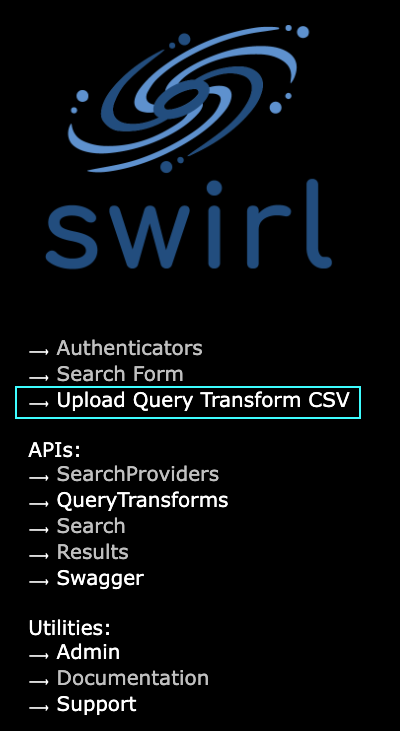 swirl
→ Authenticators
→ Search Form
→ Upload Query Transform CSV
APIs:
→ SearchProviders
→ QueryTransforms
→ Search
→ Results
→ Swagger
Utilities:
→ Admin
→ Documentation
→ Support